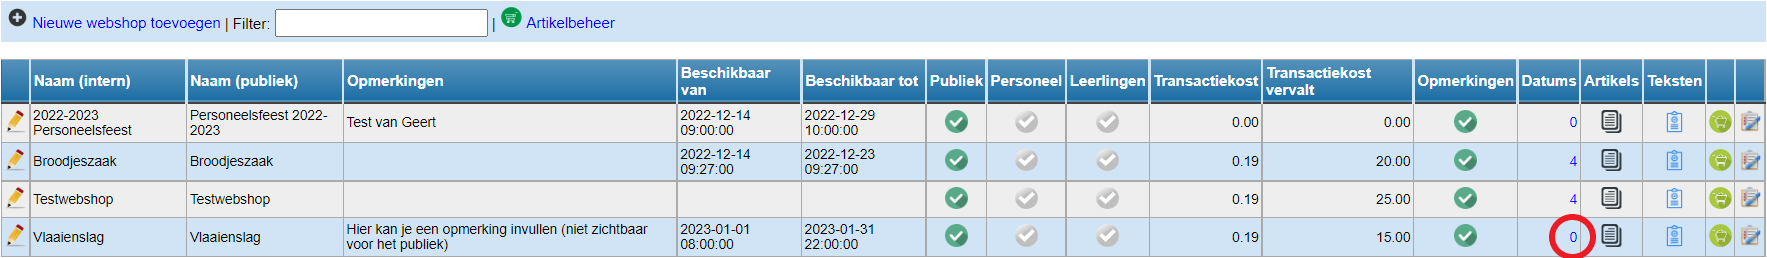 Nieuwe webshop toevoegen | Filter: | Artikelbeheer
Naam (intern) Naam (publiek) Opmerkingen Beschikbaar van Beschikbaar tot Publiek Personeel Leerlingen Transactiekost Transactiekost vervalt Opmerkingen Datums Artikels Teksten
2022-2023 Personeelsfeest Personeelsfeest 2022-2023 Test van Geert 2022-12-14 09:00:00 2022-12-29 10:00:00 0.00 0.00 0
Broodjeszaak Broodjeszaak 2022-12-14 09:27:00 2022-12-23 09:27:00 0.19 20.00 4
Testwebshop Testwebshop 0.19 25.00 4
Vlaaienslag Vlaaienslag Hier kan je een opmerking invullen (niet zichtbaar voor het publiek) 2023-01-01 08:00:00 2023-01-31 22:00:00 0.19 15.00 0